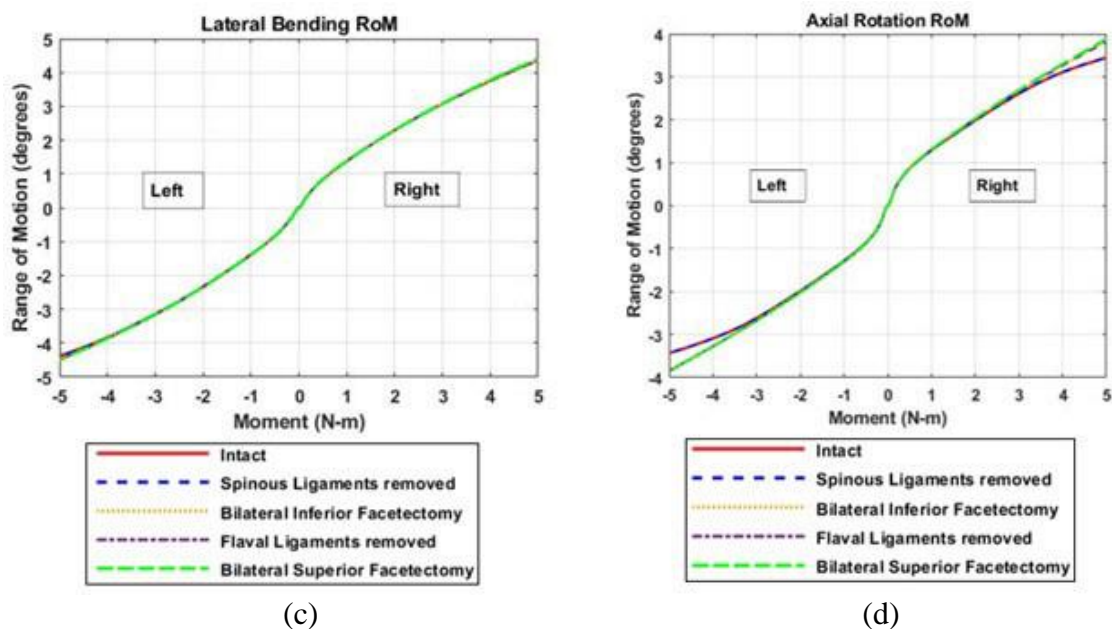 Lateral Bending RoM
Range of Motion (degrees)
5
4
3
2
1
0
-1
-2
-3
-4
-5
Left
Right
-5 -4 -3 -2 -1 0 1 2 3 4 5
Moment (N-m)
Intact
Spinous Ligaments removed
Bilateral Inferior Facetectomy
Flaval Ligaments removed
Bilateral Superior Facetectomy
(c)
Axial Rotation RoM
Range of Motion (degrees)
4
3
2
1
0
-1
-2
-3
-4
Left
Right
-5 -4 -3 -2 -1 0 1 2 3 4 5
Moment (N-m)
Intact
Spinous Ligaments removed
Bilateral Inferior Facetectomy
Flaval Ligaments removed
Bilateral Superior Facetectomy
(d)